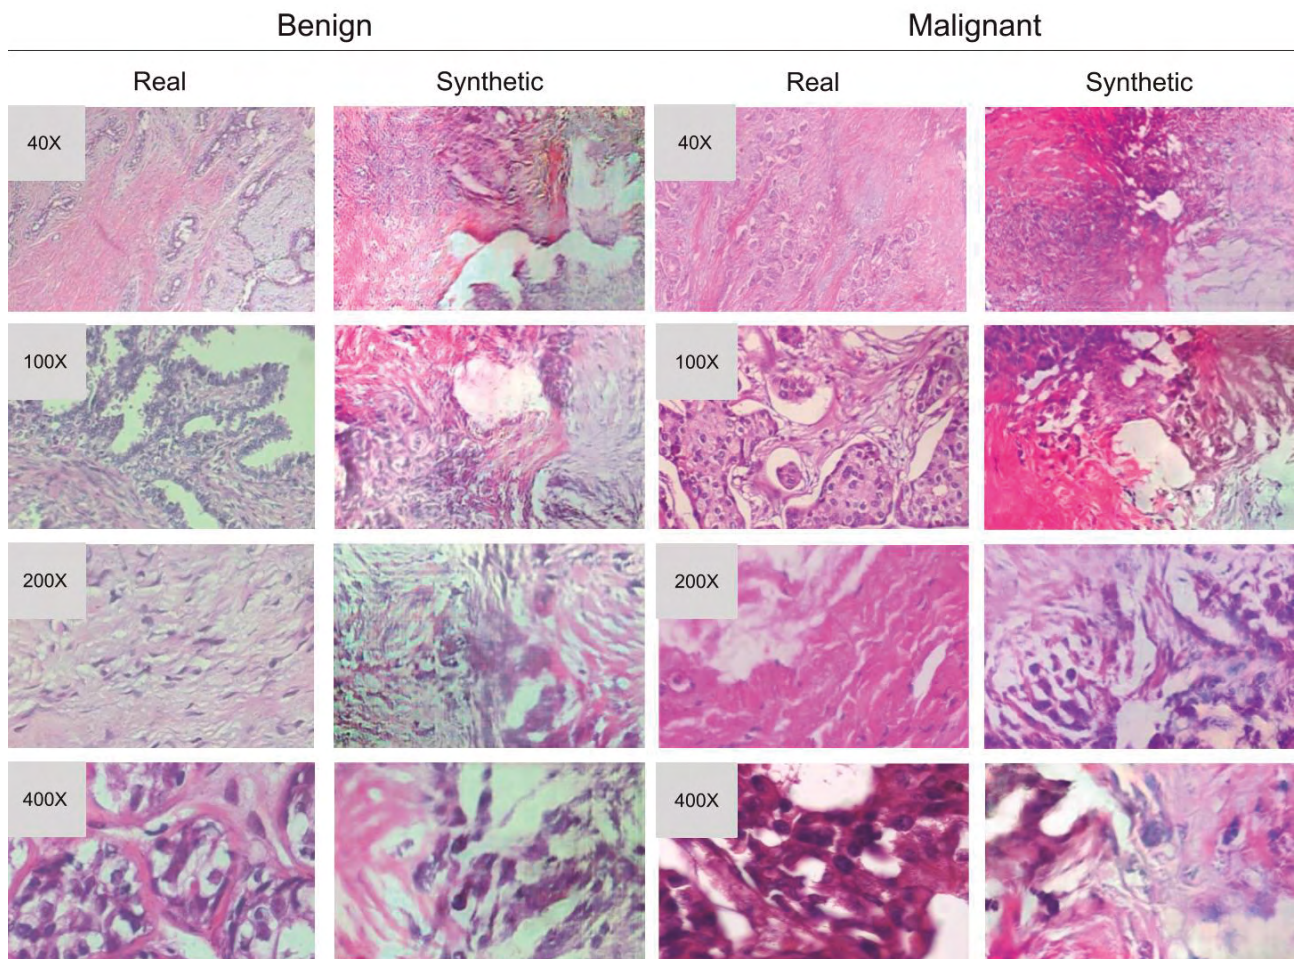 Benign Malignant
Real Synthetic Real Synthetic
40X 40X
100X 100X
200X 200X
400X 400X